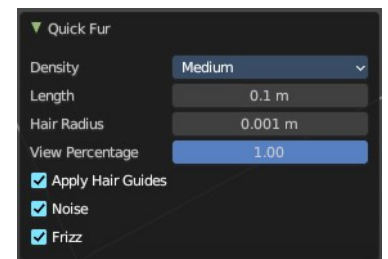 Quick Fur
Density Medium
Length 0.1 m
Hair Radius 0.001 m
View Percentage 1.00
Apply Hair Guides
Noise
Frizz